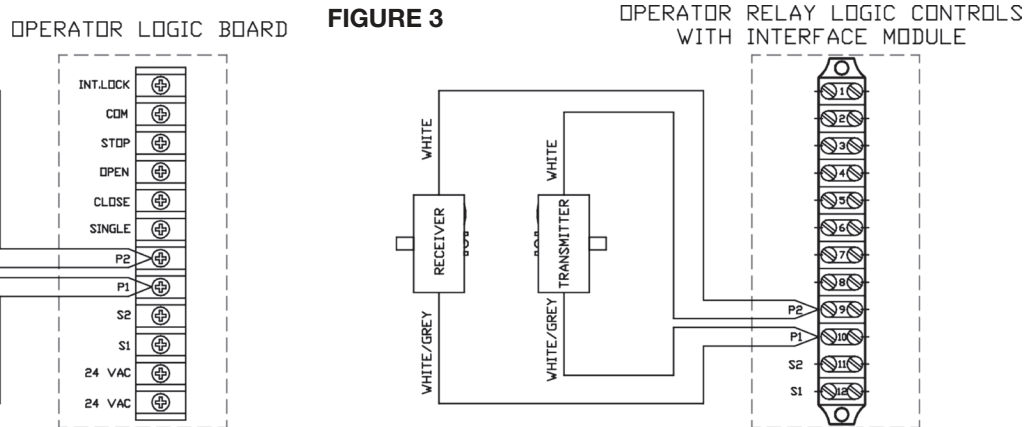 OPERATOR LOGIC BOARD
INT.LOCK
COM
STOP
OPEN
CLOSE
SINGLE
P2
P1
S2
S1
24 VAC
24 VAC
FIGURE 3
OPERATOR RELAY LOGIC CONTROLS
WITH INTERFACE MODULE
WHITE
WHITE
RECEIVER
TRANSMITTER
WHITE/GREY
WHITE/GREY
1
2
3
4
5
6
7
8
P2 9
P1 10
S2 11
S1 12